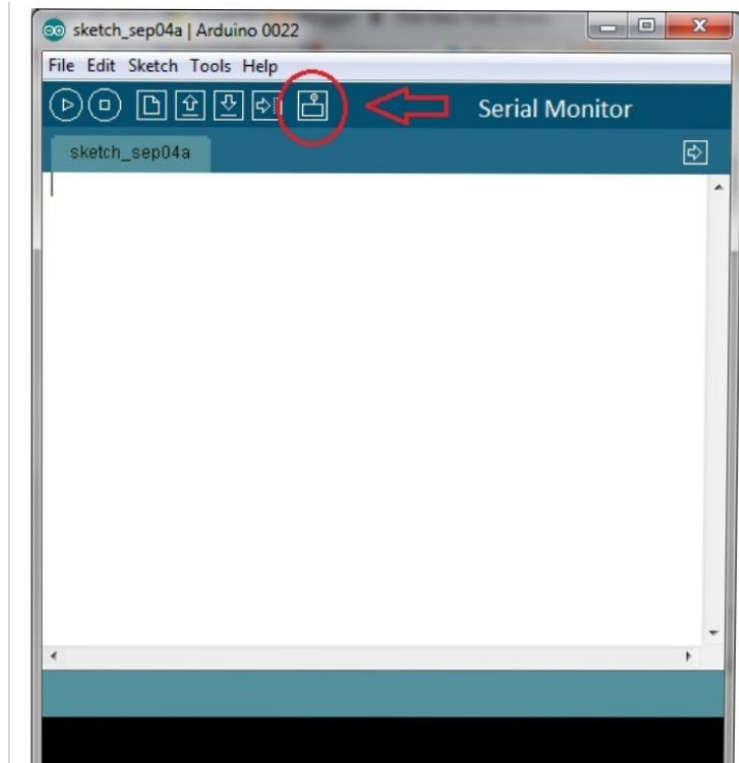 sketch_sep04a | Arduino 0022
File Edit Sketch Tools Help
Serial Monitor
sketch_sep04a